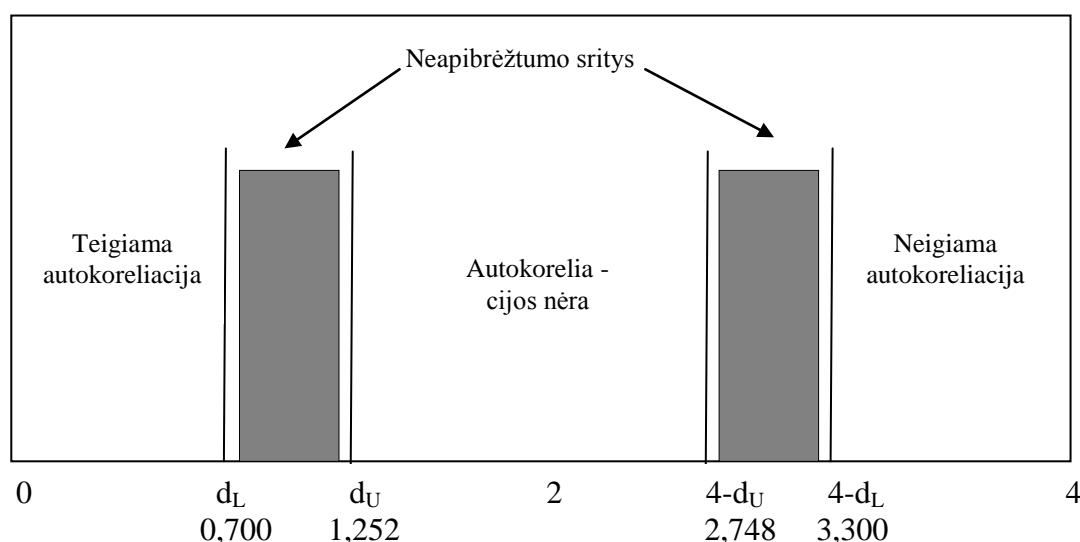 Neapibrėžtumo sritys
Teigiama
autokoreliacija
Autokorelia -
cijos nėra
Neigiama
autokoreliacija
0 dL dU 2 4-dU 4-dL 4
0,700 1,252 2,748 3,300